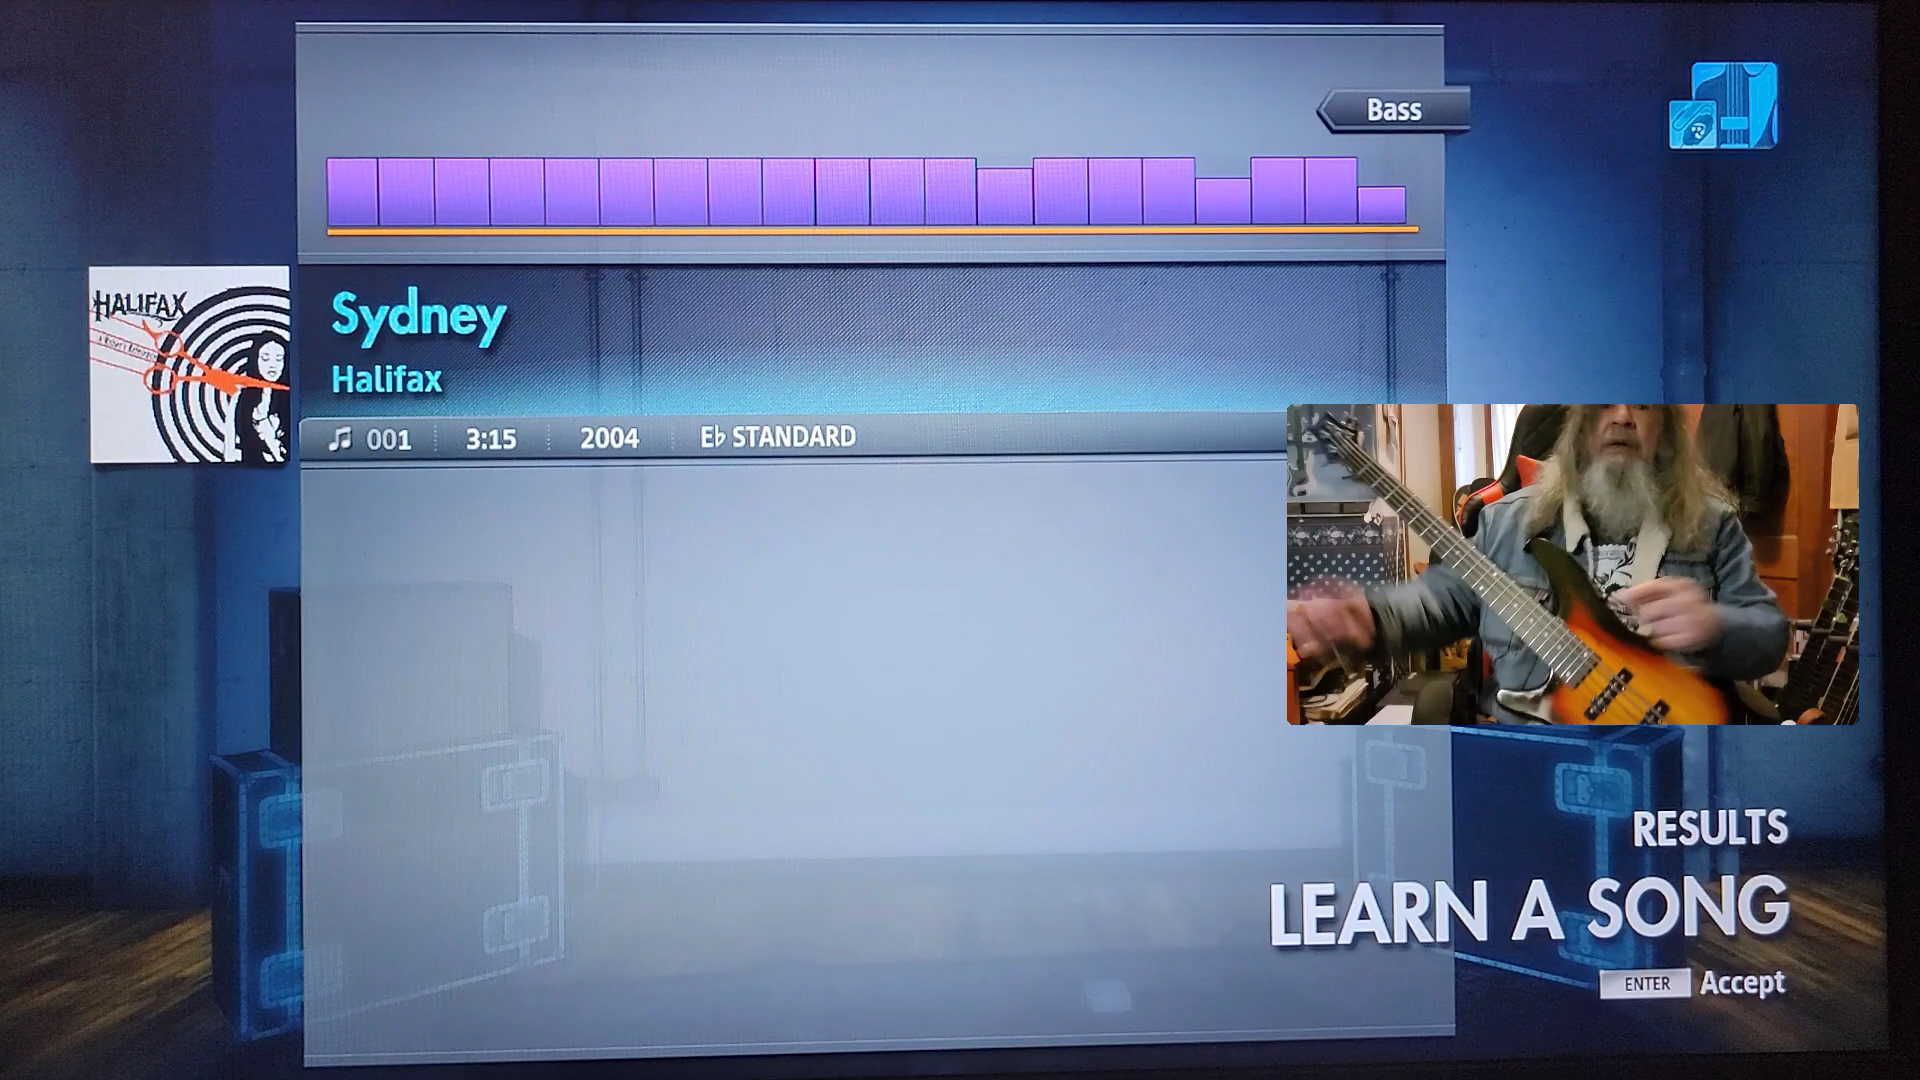 Bass
HALIFAX
Sydney
Halifax
001 3:15 2004 E♭ STANDARD
RESULTS
LEARN A SONG
ENTER Accept